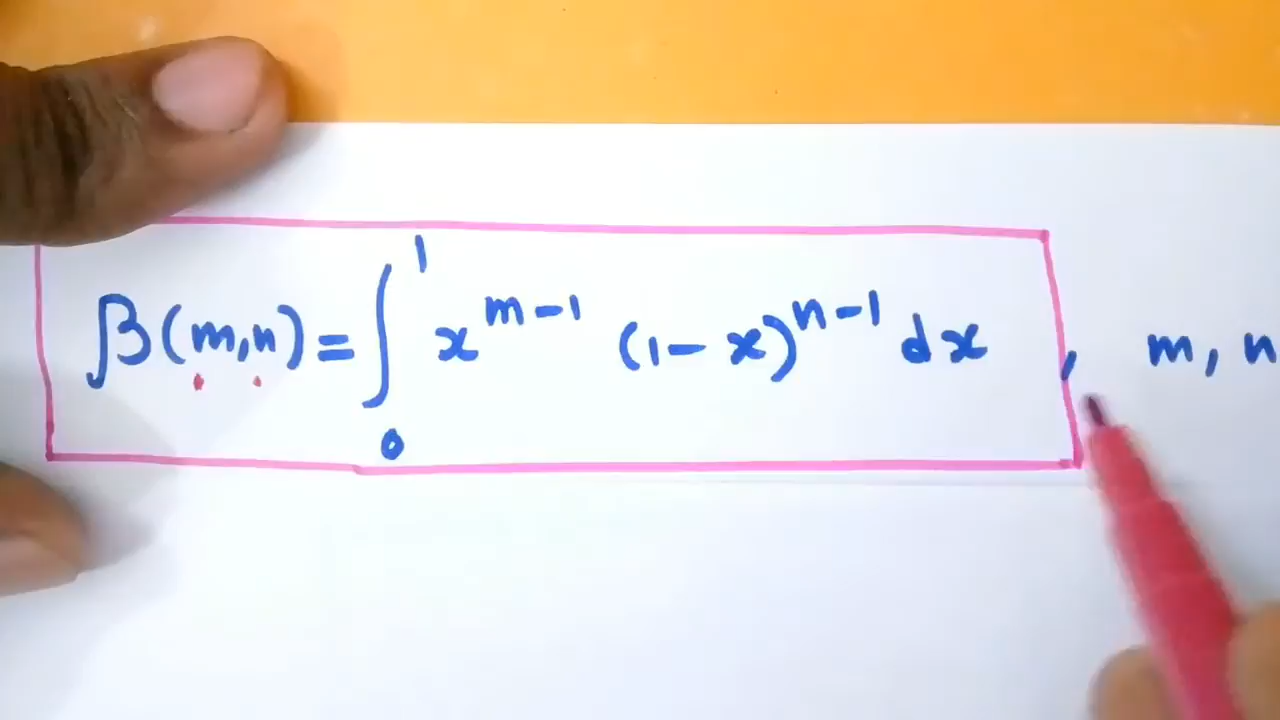 β(m,n) = ∫₀¹ x^{m-1} (1-x)^{n-1} dx , m, n